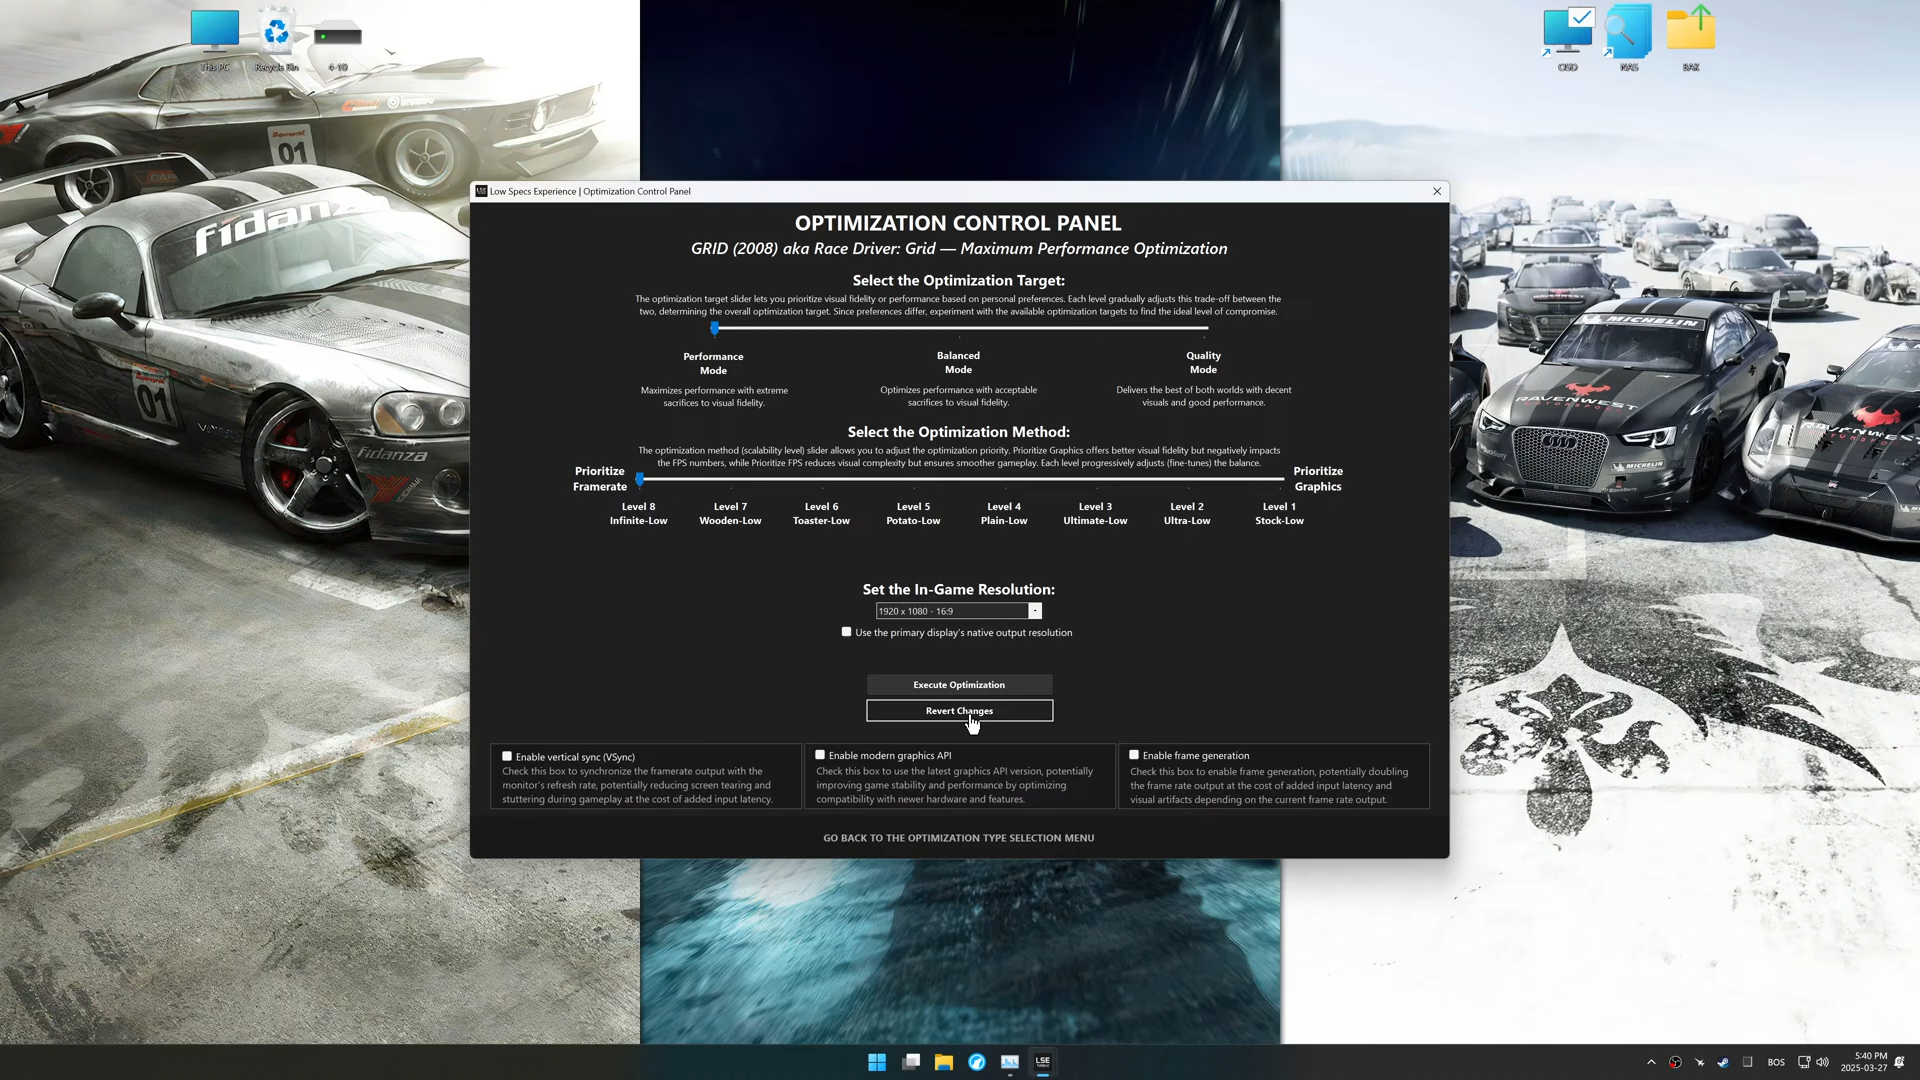 This PC
Recycle Bin
4-10
OSD
NAS
BAK
01
fidanza
01
fidanza
MICHELIN
RAVENWEST
MICHELIN
LSE Low Specs Experience | Optimization Control Panel
OPTIMIZATION CONTROL PANEL
GRID (2008) aka Race Driver: Grid — Maximum Performance Optimization
Select the Optimization Target:
The optimization target slider lets you prioritize visual fidelity or performance based on personal preferences. Each level gradually adjusts this trade-off between the
two, determining the overall optimization target. Since preferences differ, experiment with the available optimization targets to find the ideal level of compromise.
Performance
Mode
Maximizes performance with extreme
sacrifices to visual fidelity.
Balanced
Mode
Optimizes performance with acceptable
sacrifices to visual fidelity.
Quality
Mode
Delivers the best of both worlds with decent
visuals and good performance.
Select the Optimization Method:
The optimization method (scalability level) slider allows you to adjust the optimization priority. Prioritize Graphics offers better visual fidelity but negatively impacts
the FPS numbers, while Prioritize FPS reduces visual complexity but ensures smoother gameplay. Each level progressively adjusts (fine-tunes) the balance.
Prioritize
Framerate
Prioritize
Graphics
Level 8
Infinite-Low
Level 7
Wooden-Low
Level 6
Toaster-Low
Level 5
Potato-Low
Level 4
Plain-Low
Level 3
Ultimate-Low
Level 2
Ultra-Low
Level 1
Stock-Low
Set the In-Game Resolution:
1920 x 1080 - 16:9
Use the primary display's native output resolution
Execute Optimization
Revert Changes
Enable vertical sync (VSync)
Check this box to synchronize the framerate output with the
monitor's refresh rate, potentially reducing screen tearing and
stuttering during gameplay at the cost of added input latency.
Enable modern graphics API
Check this box to use the latest graphics API version, potentially
improving game stability and performance by optimizing
compatibility with newer hardware and features.
Enable frame generation
Check this box to enable frame generation, potentially doubling
the frame rate output at the cost of added input latency and
visual artifacts depending on the current frame rate output.
GO BACK TO THE OPTIMIZATION TYPE SELECTION MENU
LSE
BOS
5:40 PM
2025-03-27